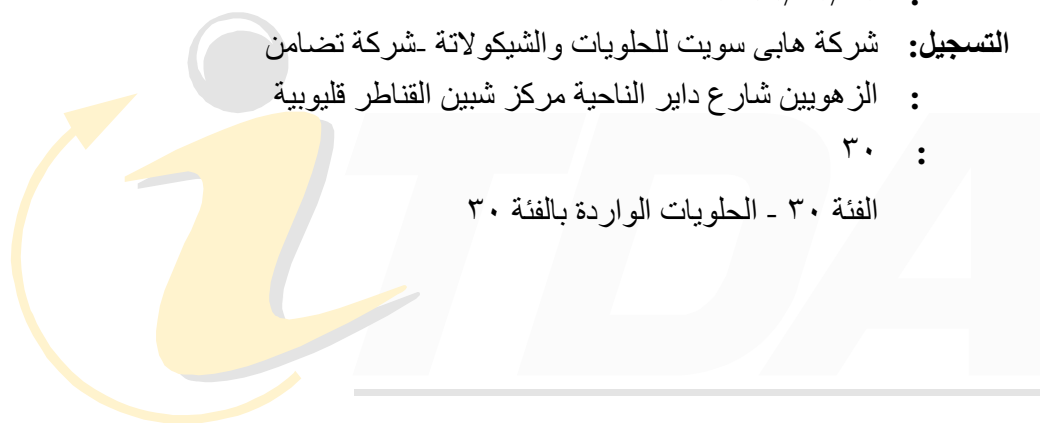 التسجيل: شركة هابى سويت للحلويات والشيكولاتة -شركة تضامن
: الزهويين شارع داير الناحية مركز شبين القناطر قليوبية
: ٣٠
الفئة ٣٠ - الحلويات الواردة بالفئة ٣٠
iTDA